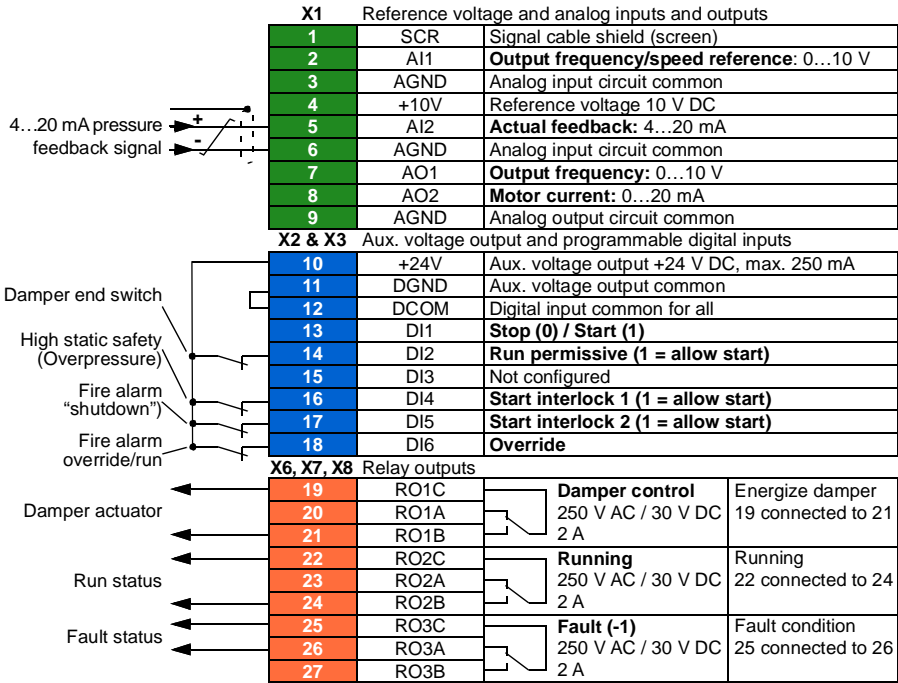 X1 Reference voltage and analog inputs and outputs
1 SCR Signal cable shield (screen)
2 AI1 Output frequency/speed reference: 0…10 V
3 AGND Analog input circuit common
4 +10V Reference voltage 10 V DC
4…20 mA pressure + 5 AI2 Actual feedback: 4…20 mA
feedback signal - 6 AGND Analog input circuit common
7 AO1 Output frequency: 0…10 V
8 AO2 Motor current: 0…20 mA
9 AGND Analog output circuit common
X2 & X3 Aux. voltage output and programmable digital inputs
10 +24V Aux. voltage output +24 V DC, max. 250 mA
11 DGND Aux. voltage output common
Damper end switch
12 DCOM Digital input common for all
13 DI1 Stop (0) / Start (1)
High static safety
(Overpressure)
14 DI2 Run permissive (1 = allow start)
15 DI3 Not configured
Fire alarm
“shutdown”)
16 DI4 Start interlock 1 (1 = allow start)
17 DI5 Start interlock 2 (1 = allow start)
Fire alarm
override/run
18 DI6 Override
X6, X7, X8 Relay outputs
19 RO1C Damper control Energize damper
Damper actuator 20 RO1A 250 V AC / 30 V DC 19 connected to 21
21 RO1B 2 A
22 RO2C Running Running
Run status 23 RO2A 250 V AC / 30 V DC 22 connected to 24
24 RO2B 2 A
25 RO3C Fault (-1) Fault condition
Fault status 26 RO3A 250 V AC / 30 V DC 25 connected to 26
27 RO3B 2 A